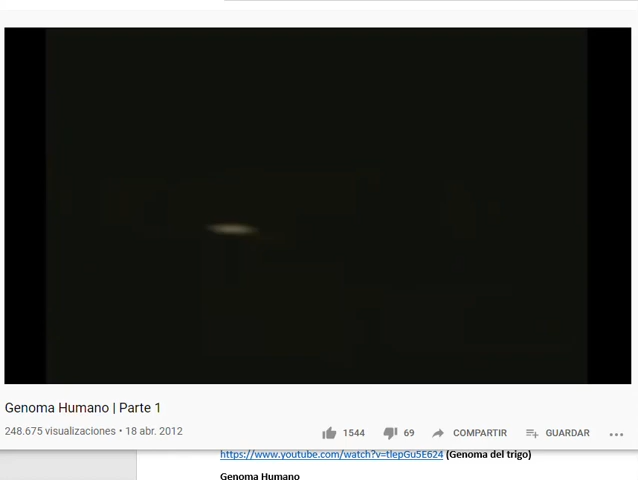 Genoma Humano | Parte 1
248.675 visualizaciones • 18 abr. 2012
1544 69 COMPARTIR GUARDAR
https://www.youtube.com/watch?v=tlepGu5E624 (Genoma del trigo)
Genoma Humano